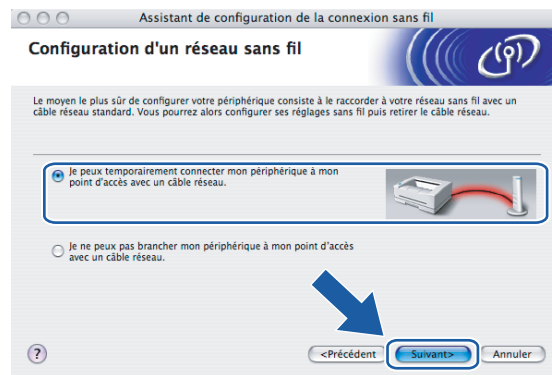 Assistant de configuration de la connexion sans fil
Configuration d'un réseau sans fil
Le moyen le plus sûr de configurer votre périphérique consiste à le raccorder à votre réseau sans fil avec un
câble réseau standard. Vous pourrez alors configurer ses réglages sans fil puis retirer le câble réseau.
Je peux temporairement connecter mon périphérique à mon
point d'accès avec un câble réseau.
Je ne peux pas brancher mon périphérique à mon point d'accès
avec un câble réseau.
? <Précédent Suivant> Annuler